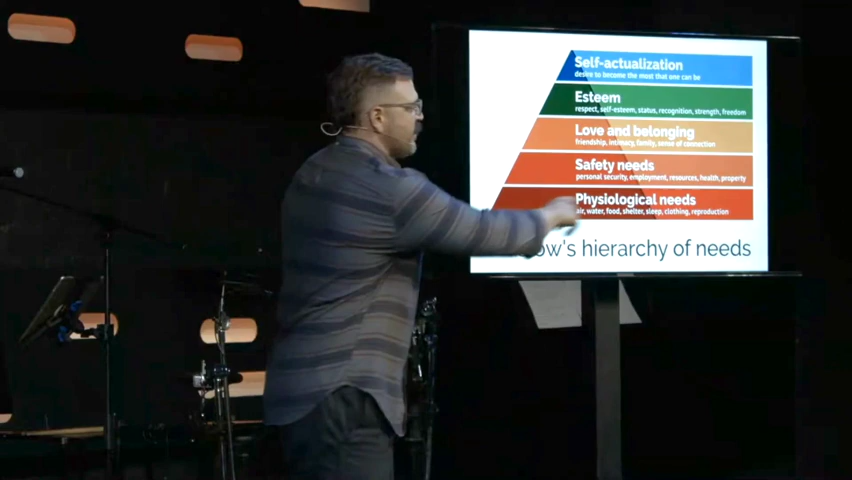 Self-actualization
desire to become the most that one can be
Esteem
respect, self-esteem, status, recognition, strength, freedom
Love and belonging
friendship, intimacy, family, sense of connection
Safety needs
personal security, employment, resources, health, property
Physiological needs
air, water, food, shelter, sleep, clothing, reproduction
ow's hierarchy of needs